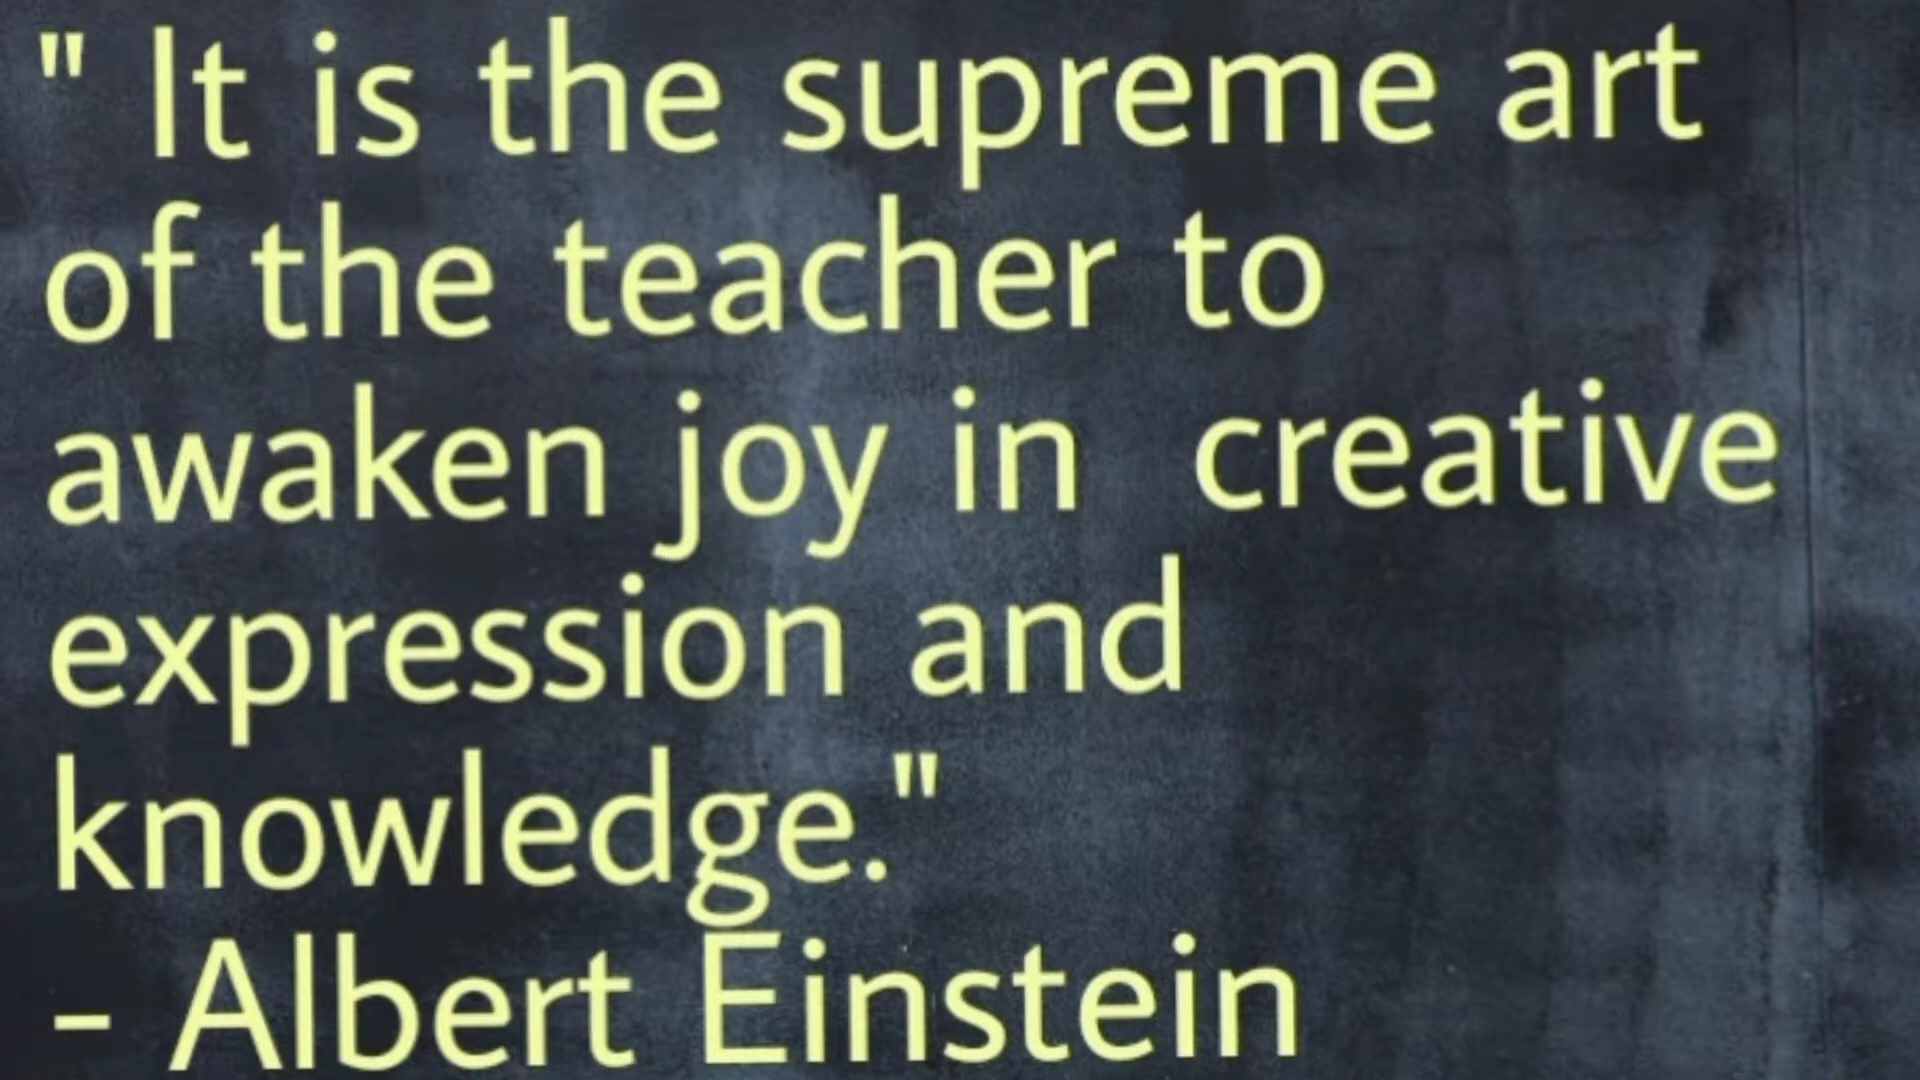 " It is the supreme art
of the teacher to
awaken joy in  creative
expression and
knowledge."
- Albert Einstein